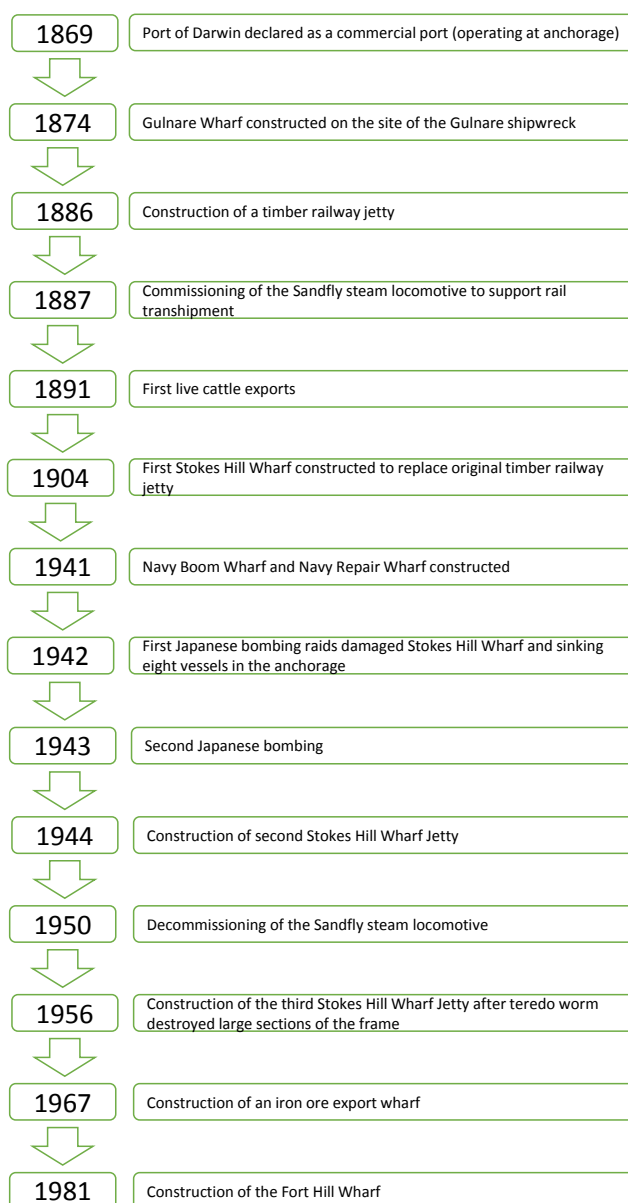 1869
Port of Darwin declared as a commercial port (operating at anchorage)
1874
Gulnare Wharf constructed on the site of the Gulnare shipwreck
1886
Construction of a timber railway jetty
1887
Commissioning of the Sandfly steam locomotive to support rail
transhipment
1891
First live cattle exports
1904
First Stokes Hill Wharf constructed to replace original timber railway
jetty
1941
Navy Boom Wharf and Navy Repair Wharf constructed
1942
First Japanese bombing raids damaged Stokes Hill Wharf and sinking
eight vessels in the anchorage
1943
Second Japanese bombing
1944
Construction of second Stokes Hill Wharf Jetty
1950
Decommissioning of the Sandfly steam locomotive
1956
Construction of the third Stokes Hill Wharf Jetty after teredo worm
destroyed large sections of the frame
1967
Construction of an iron ore export wharf
1981
Construction of the Fort Hill Wharf